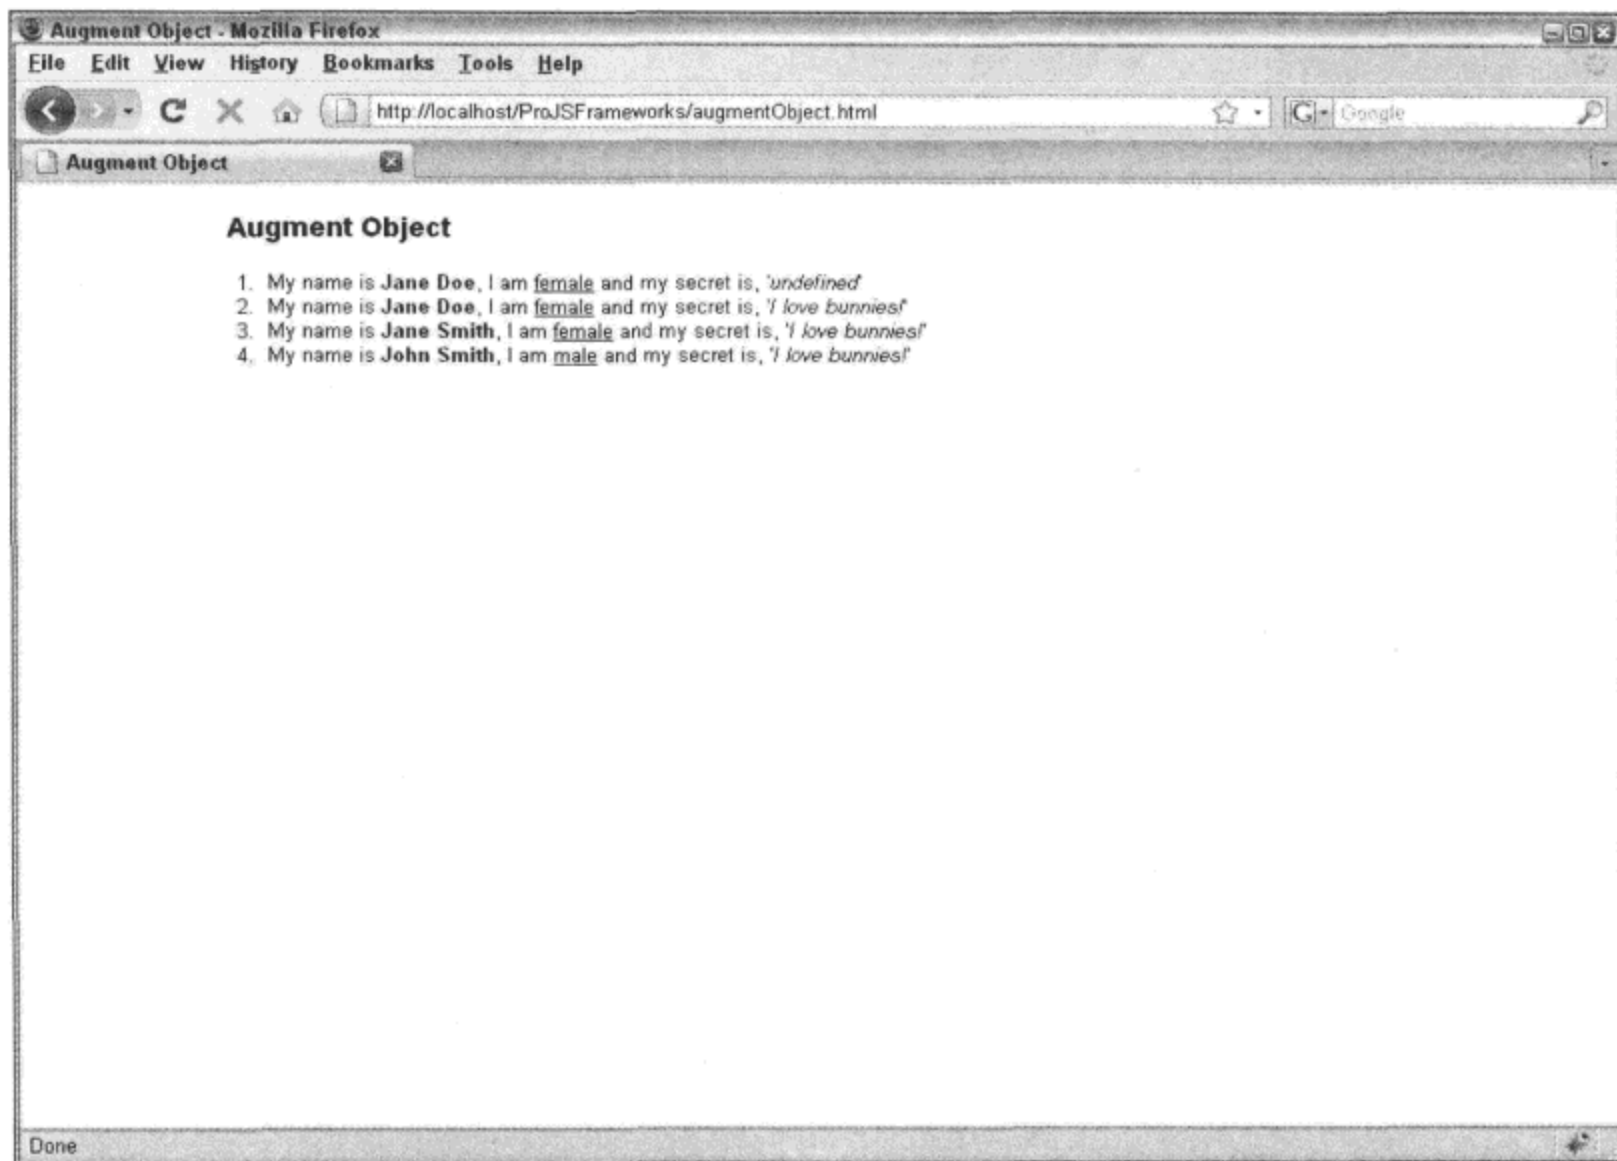 Augment Object - Mozilla Firefox
File Edit View History Bookmarks Tools Help
http://localhost/ProJSFrameworks/augmentObject.html
G Google
Augment Object
Augment Object
1. My name is Jane Doe, I am female and my secret is, 'undefined'
2. My name is Jane Doe, I am female and my secret is, 'I love bunnies!'
3. My name is Jane Smith, I am female and my secret is, 'I love bunnies!'
4. My name is John Smith, I am male and my secret is, 'I love bunnies!'
Done